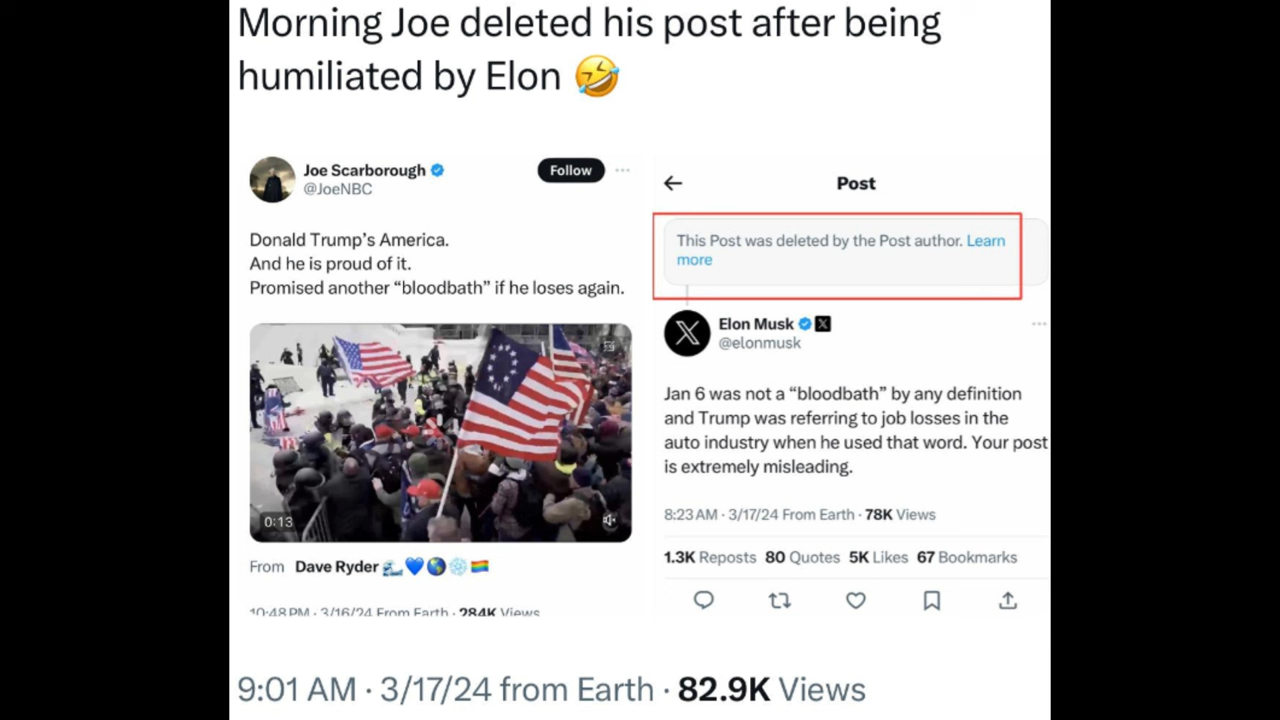 Morning Joe deleted his post after being
humiliated by Elon 🤣
Joe Scarborough
@JoeNBC
Follow
Donald Trump's America.
And he is proud of it.
Promised another “bloodbath” if he loses again.
0:13
From Dave Ryder 🌊💙🌎❄️🏳️‍🌈
10:48 PM · 3/16/24 From Earth · 284K Views
Post
This Post was deleted by the Post author. Learn
more
Elon Musk
@elonmusk
Jan 6 was not a “bloodbath” by any definition
and Trump was referring to job losses in the
auto industry when he used that word. Your post
is extremely misleading.
8:23 AM · 3/17/24 From Earth · 78K Views
1.3K Reposts 80 Quotes 5K Likes 67 Bookmarks
9:01 AM · 3/17/24 from Earth · 82.9K Views